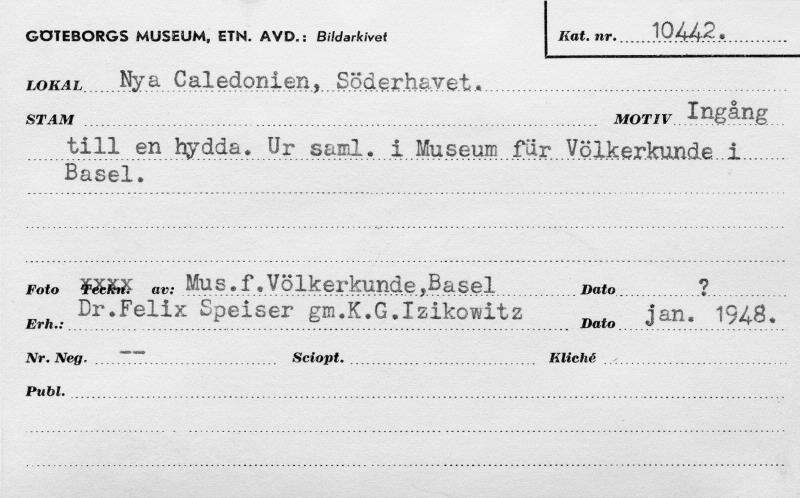 GÖTEBORGS MUSEUM, ETN. AVD.: Bildarkivet Kat. nr. 10442.
LOKAL Nya Caledonien, Söderhavet.
STAM MOTIV Ingång
till en hydda. Ur saml. i Museum für Völkerkunde i
Basel.
Foto Teckn. av: Mus.f.Völkerkunde,Basel Dato ?
Erh.: Dr.Felix Speiser gm.K.G.Izikowitz Dato jan. 1948.
Nr. Neg. -- Sciopt. Kliché
Publ.